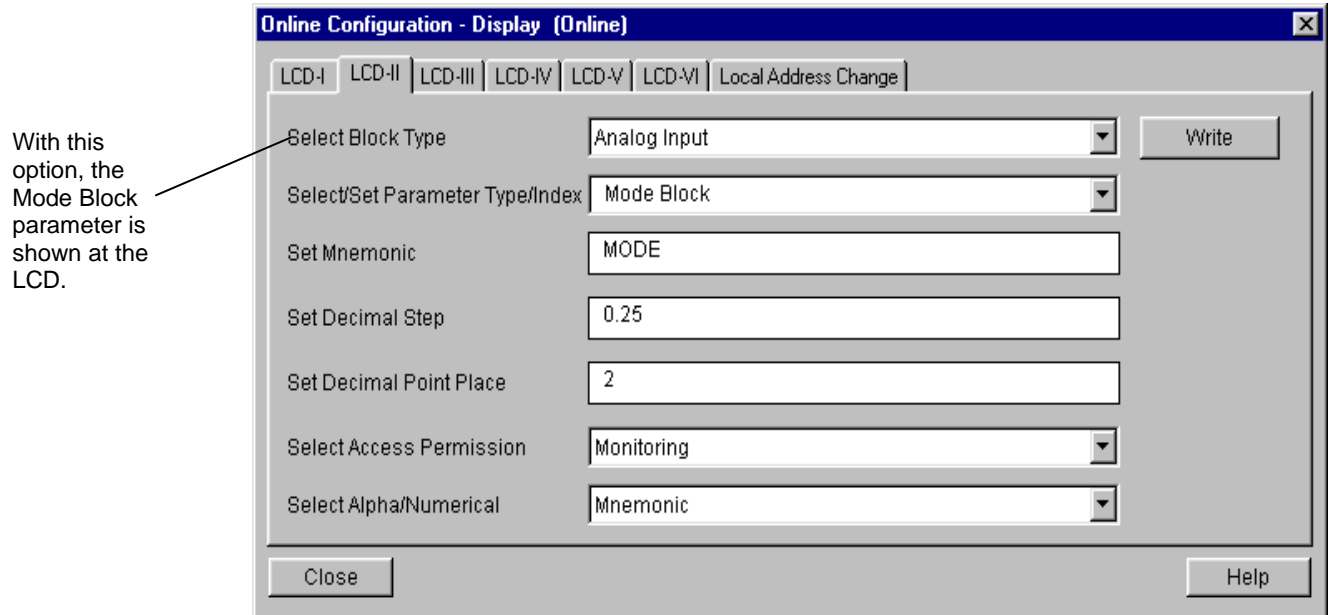 Online Configuration - Display (Online)
LCD-I LCD-II LCD-III LCD-IV LCD-V LCD-VI Local Address Change
With this
option, the
Mode Block
parameter is
shown at the
LCD.
Select Block Type Analog Input Write
Select/Set Parameter Type/Index Mode Block
Set Mnemonic MODE
Set Decimal Step 0.25
Set Decimal Point Place 2
Select Access Permission Monitoring
Select Alpha/Numerical Mnemonic
Close Help